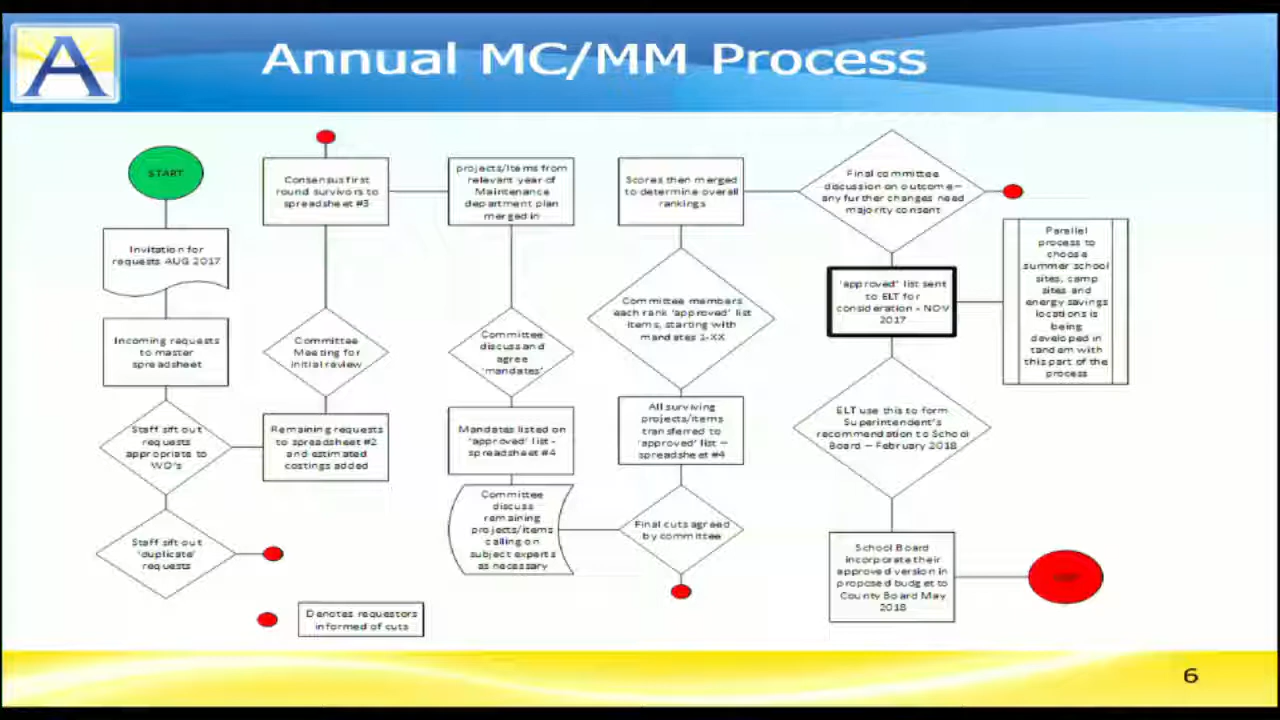 A
Annual MC/MM Process
START
Invitation for
requests AUG 2017
Incoming requests
to master
spreadsheet
Staff sift out
requests
appropriate to
WO's
Staff sift out
'duplicate'
requests
Consensus first
round survivors to
spreadsheet #3
Committee
Meeting for
initial review
Remaining requests
to spreadsheet #2
and estimated
costings added
Denotes requestors
informed of cuts
projects/items from
relevant year of
Maintenance
department plan
merged in
Committee
discuss and
agree
'mandates'
Mandates listed on
'approved' list -
spreadsheet #4
Committee
discuss
remaining
projects/items
calling on
subject experts
as necessary
Scores then merged
to determine overall
rankings
Committee members
each rank 'approved' list
items, starting with
mandates 1-XX
All surviving
projects/items
transferred to
'approved' list –
spreadsheet #4
Final cuts agreed
by committee
Final committee
discussion on outcome –
any further changes need
majority consent
'approved' list sent
to ELT for
consideration - NOV
2017
ELT use this to form
Superintendent's
recommendation to School
Board – February 2018
School Board
incorporate their
approved version in
proposed budget to
County Board May
2018
Parallel
process to
choose
summer school
sites, camp
sites and
energy savings
locations is
being
developed in
tandem with
this part of the
process
6